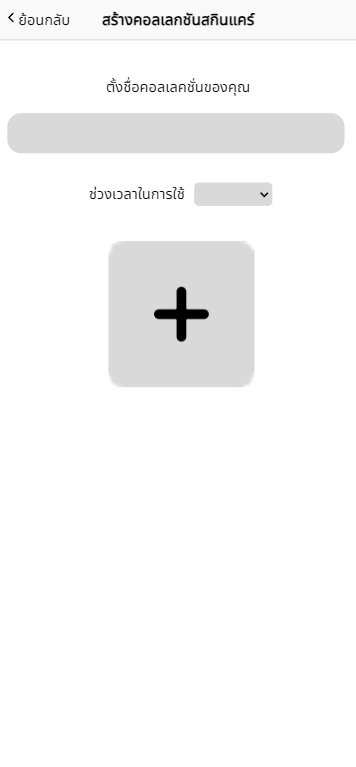 ย้อนกลับ สร้างคอลเลกชันสกินแคร์
ตั้งชื่อคอลเลคชั่นของคุณ
ช่วงเวลาในการใช้